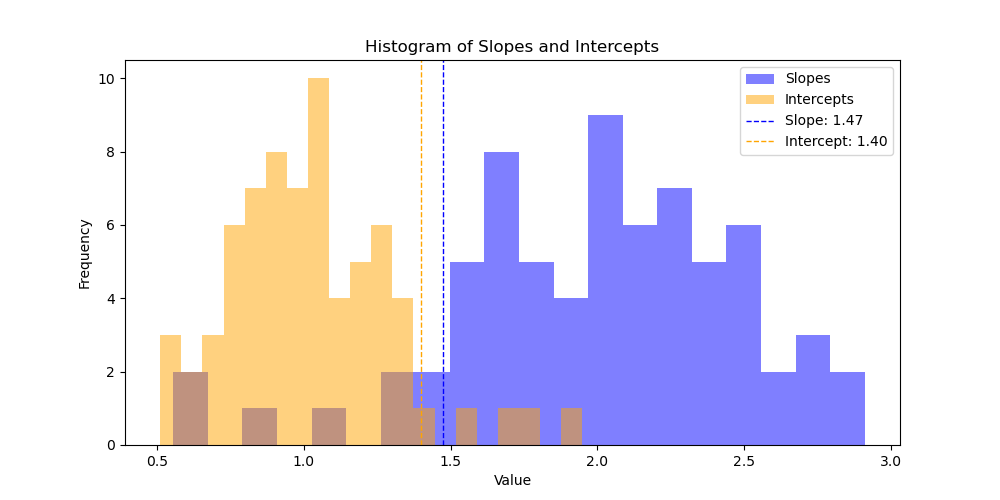 Histogram of Slopes and Intercepts
Slopes
Intercepts
Slope: 1.47
Intercept: 1.40
Frequency
10
8
6
4
2
0
0.5 1.0 1.5 2.0 2.5 3.0
Value